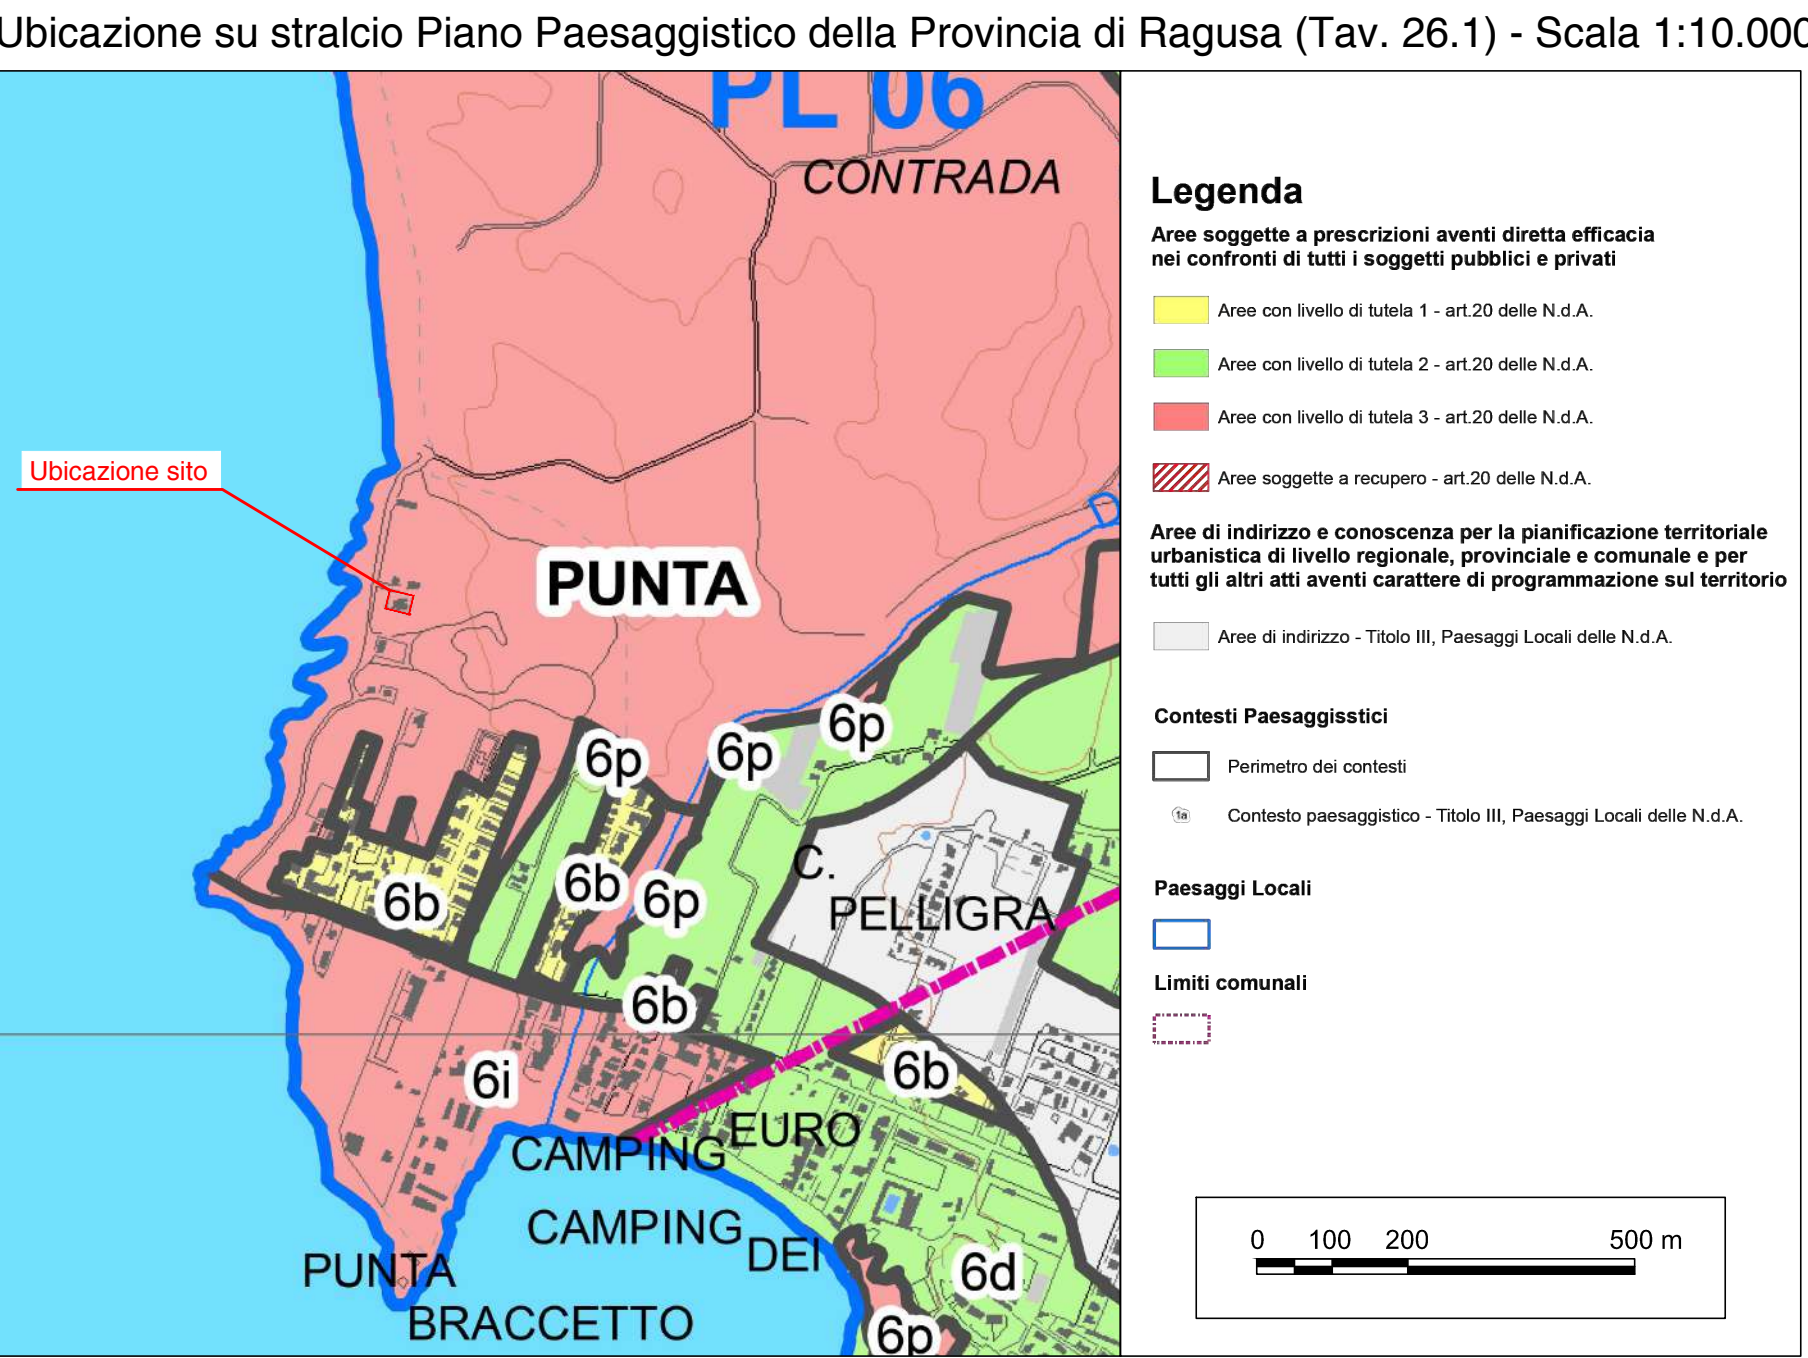 Ubicazione su stralcio Piano Paesaggistico della Provincia di Ragusa (Tav. 26.1) - Scala 1:10.000
PL 06
CONTRADA
Ubicazione sito
PUNTA
D
6p
6p
6p
6b
6b
6p
C.
PELLIGRA
6b
6i
6b
EURO
CAMPING
CAMPING
DEI
PUNTA
BRACCETTO
6d
6p
Legenda
Aree soggette a prescrizioni aventi diretta efficacia
nei confronti di tutti i soggetti pubblici e privati
Aree con livello di tutela 1 - art.20 delle N.d.A.
Aree con livello di tutela 2 - art.20 delle N.d.A.
Aree con livello di tutela 3 - art.20 delle N.d.A.
Aree soggette a recupero - art.20 delle N.d.A.
Aree di indirizzo e conoscenza per la pianificazione territoriale
urbanistica di livello regionale, provinciale e comunale e per
tutti gli altri atti aventi carattere di programmazione sul territorio
Aree di indirizzo - Titolo III, Paesaggi Locali delle N.d.A.
Contesti Paesaggisstici
Perimetro dei contesti
1a
Contesto paesaggistico - Titolo III, Paesaggi Locali delle N.d.A.
Paesaggi Locali
Limiti comunali
0 100 200 500 m